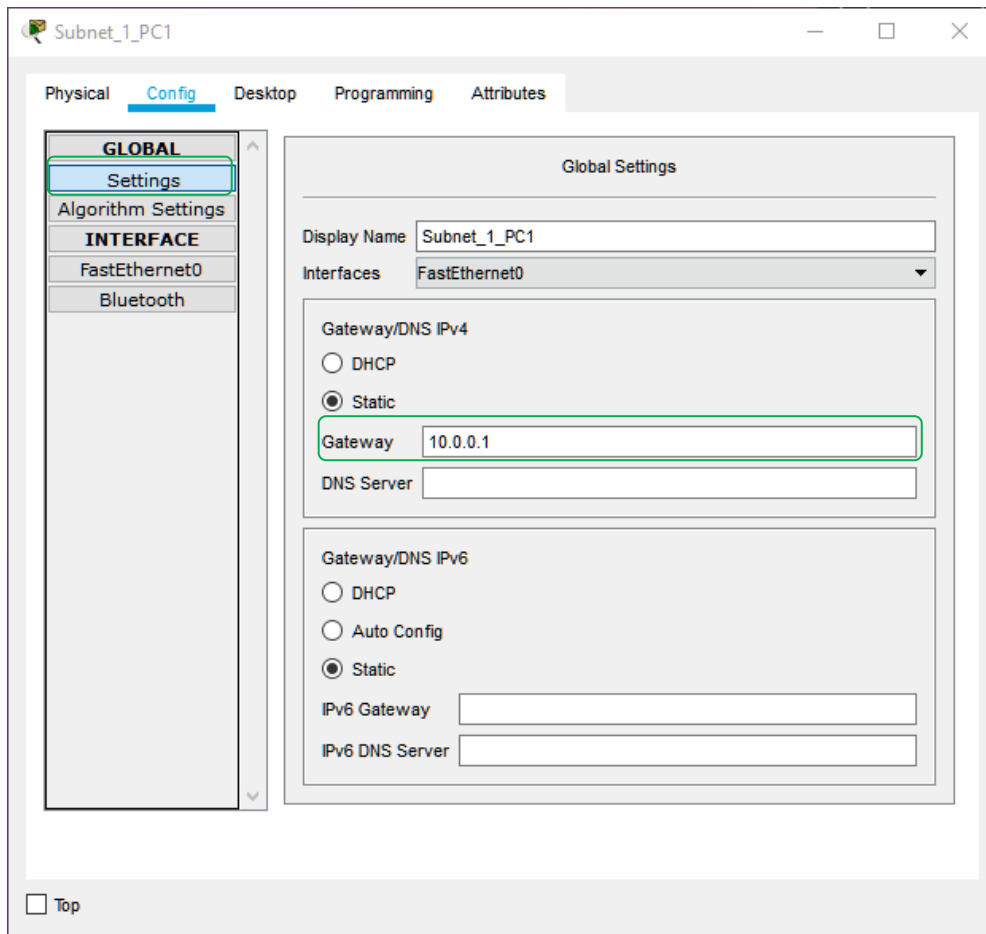 Subnet_1_PC1
Physical Config Desktop Programming Attributes
GLOBAL
Settings
Algorithm Settings
INTERFACE
FastEthernet0
Bluetooth
Global Settings
Display Name Subnet_1_PC1
Interfaces FastEthernet0
Gateway/DNS IPv4
DHCP
Static
Gateway 10.0.0.1
DNS Server
Gateway/DNS IPv6
DHCP
Auto Config
Static
IPv6 Gateway
IPv6 DNS Server
Top